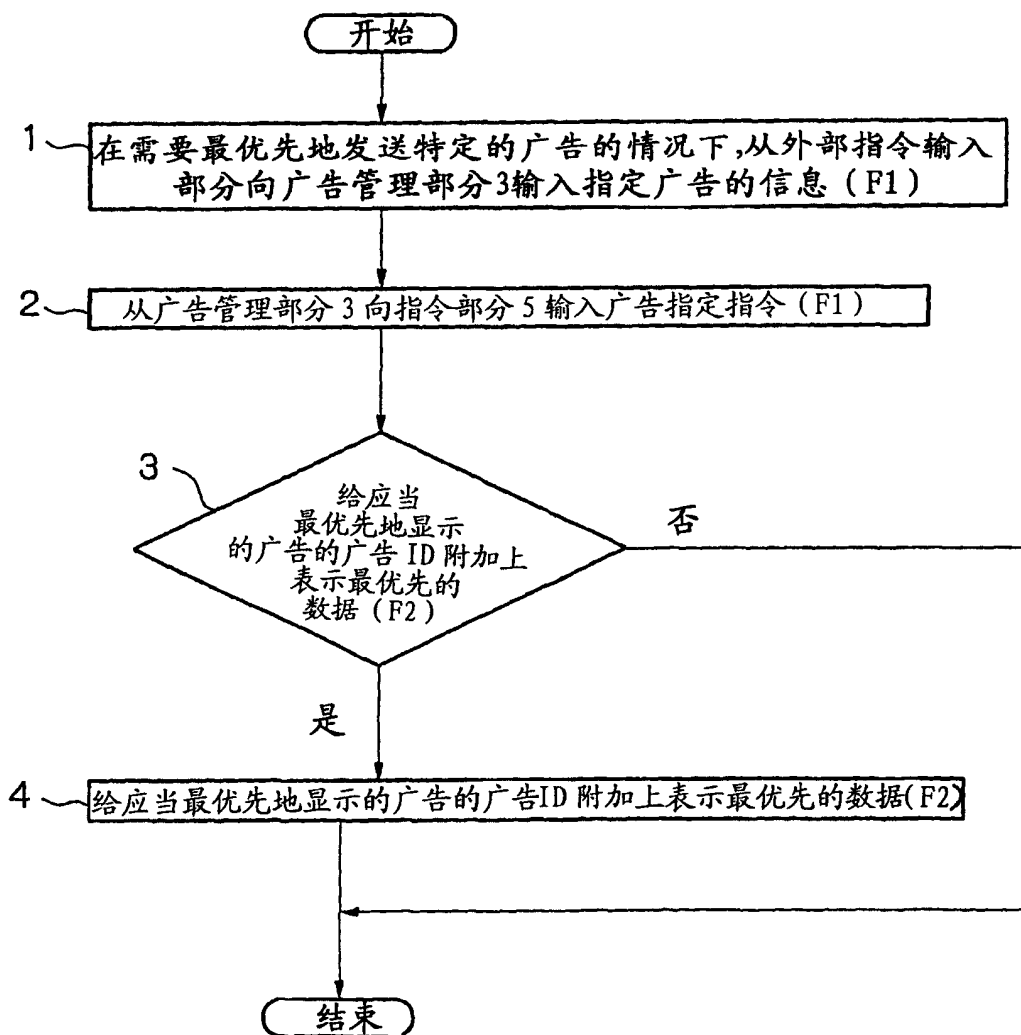 开始
1
在需要最优先地发送特定的广告的情况下,从外部指令输入
部分向广告管理部分3输入指定广告的信息(F1)
2
从广告管理部分3向指令部分5输入广告指定指令(F1)
3
给应当
最优先地显示
的广告的广告ID附加上
表示最优先的
数据(F2)
否
是
4
给应当最优先地显示的广告的广告ID附加上表示最优先的数据(F2)
结束